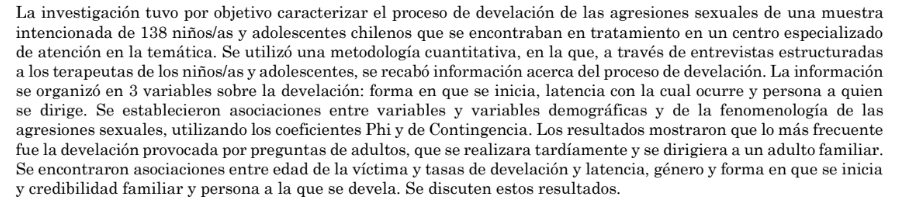 La investigación tuvo por objetivo caracterizar el proceso de develación de las agresiones sexuales de una muestra
intencionada de 138 niños/as y adolescentes chilenos que se encontraban en tratamiento en un centro especializado
de atención en la temática. Se utilizó una metodología cuantitativa, en la que, a través de entrevistas estructuradas
a los terapeutas de los niños/as y adolescentes, se recabó información acerca del proceso de develación. La información
se organizó en 3 variables sobre la develación: forma en que se inicia, latencia con la cual ocurre y persona a quien
se dirige. Se establecieron asociaciones entre variables y variables demográficas y de la fenomenología de las
agresiones sexuales, utilizando los coeficientes Phi y de Contingencia. Los resultados mostraron que lo más frecuente
fue la develación provocada por preguntas de adultos, que se realizara tardíamente y se dirigiera a un adulto familiar.
Se encontraron asociaciones entre edad de la víctima y tasas de develación y latencia, género y forma en que se inicia
y credibilidad familiar y persona a la que se devela. Se discuten estos resultados.